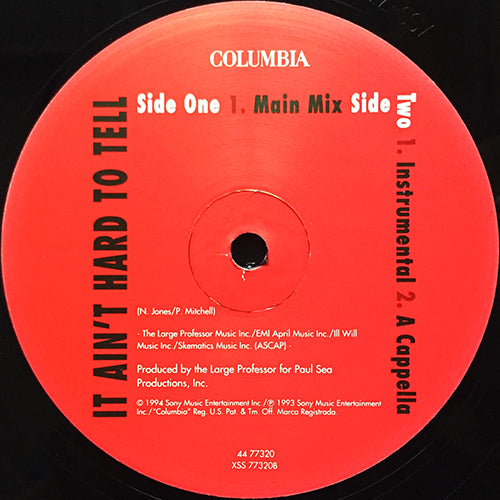 COLUMBIA
IT AIN'T HARD TO TELL
Side One 1. Main Mix Side Two 1. Instrumental 2. A Cappella
(N. Jones/P. Mitchell)
- The Large Professor Music Inc./EMI April Music Inc./Ill Will
Music Inc./Skematics Music Inc. (ASCAP) -
Produced by the Large Professor for Paul Sea
Productions, Inc.
© 1994 Sony Music Entertainment Inc./℗ 1993 Sony Music Entertainment
Inc./"Columbia" Reg. U.S. Pat. & Tm. Off. Marca Registrada.
44 77320
XSS 77320B